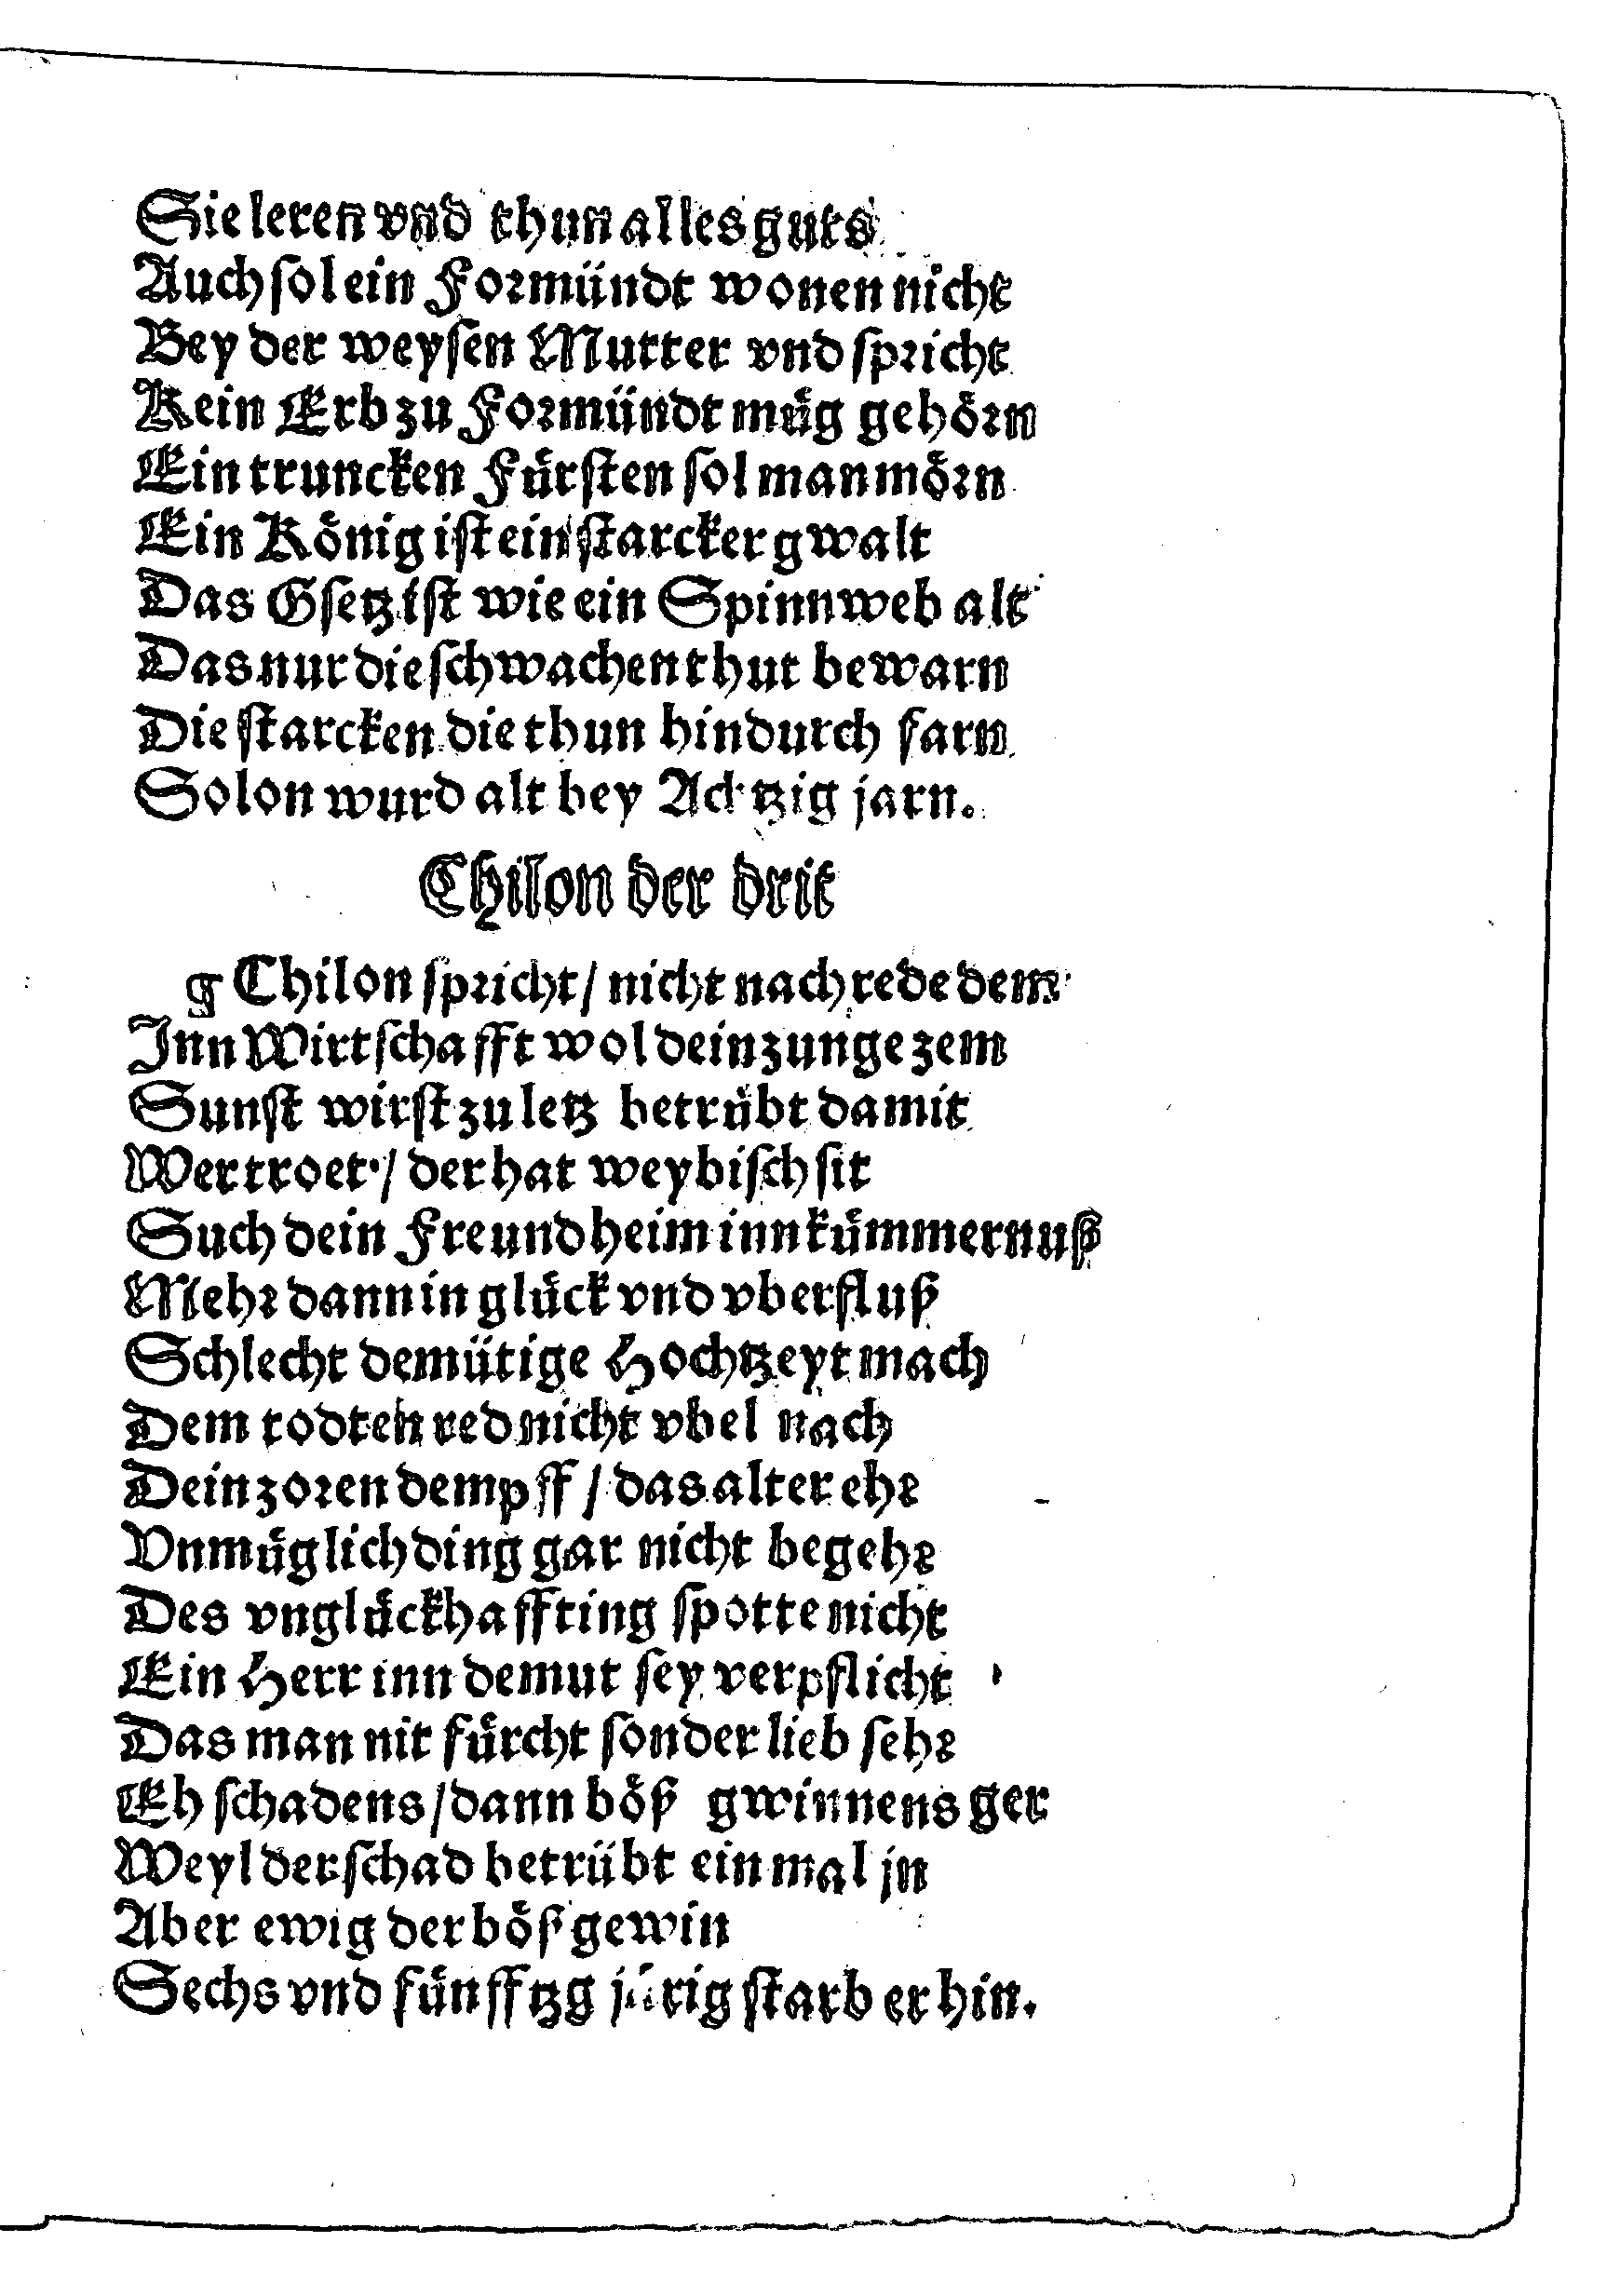 Sie leren vnd thun alles guts
Auch sol ein Formündt wonen nicht
Bey der weysen Mutter vnd spricht
Kein Erb zu Formündt müg gehörn
Ein truncken Fürsten sol man mörn
Ein König ist ein starcker gwalt
Das Gsetz ist wie ein Spinnweb alt
Das nur die schwachen thut bewarn
Die starcken die thun hindurch farn
Solon wurd alt bey Achtzig jarn.
Chilon der drit
Chilon spricht/ nicht nach rede dem
Inn Wirtschafft wol dein zunge zem
Sunst wirst zu letz betrübt damit
Wer troet/ der hat weybisch sit
Such dein Freund heim inn kümmernuß
Mehr dann in glück vnd vberfluß
Schlecht demütige Hochtzeyt mach
Dem todten red nicht vbel nach
Dein zoren dempff / das alter ehr
Vnmüglich ding gar nicht begehr
Des vnglückhaffting spotte nicht
Ein Herr inn demut sey verpflicht
Das man nit fürcht sonder lieb sehr
Eh schadens/dann böß gwinnens ger
Weyl der schad betrübt ein mal jn
Aber ewig der böß gewin
Sechs vnd fünfftzg järig starb er hin.